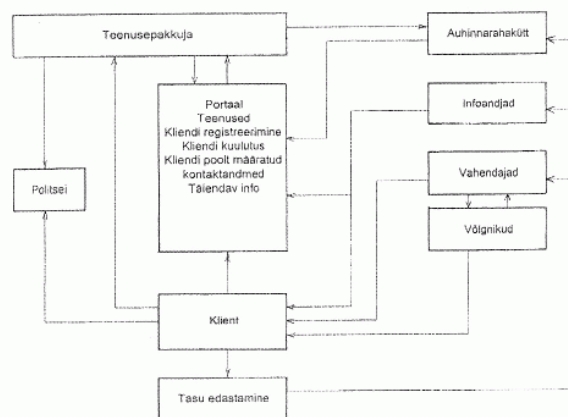 Teenusepakkuja
Auhinnarahakütt
Portaal
Teenused
Kliendi registreerimine
Kliendi kuulutus
Kliendi poolt määratud
kontaktandmed
Täiendav info
Infoandjad
Vahendajad
Politsei
Võlgnikud
Klient
Tasu edastamine